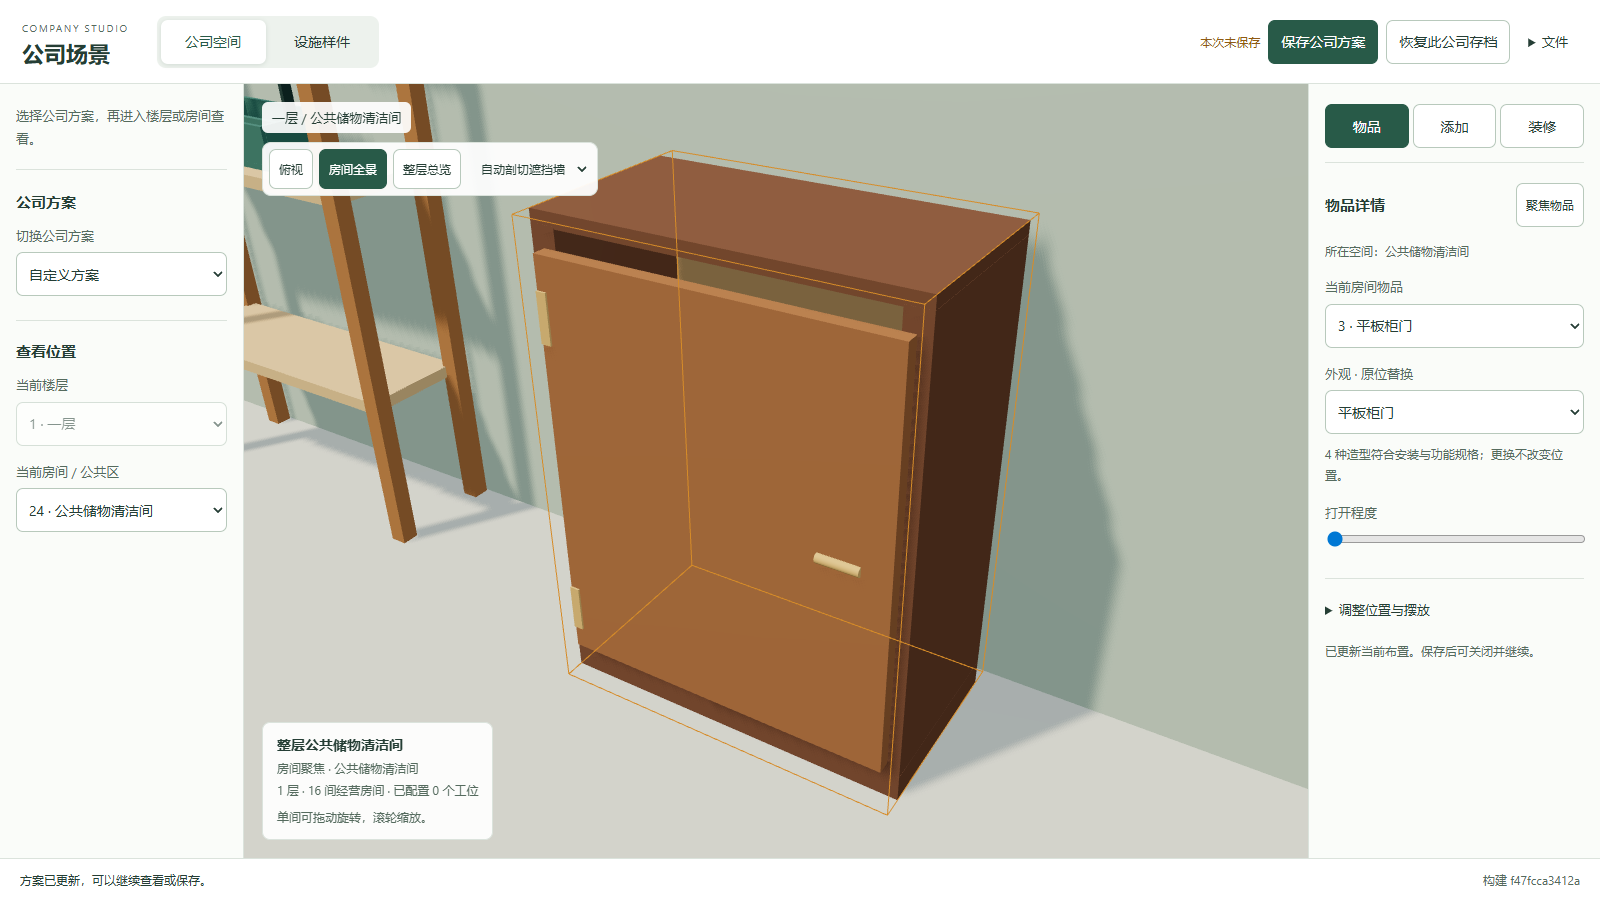 COMPANY STUDIO
公司场景
公司空间
设施样件
本次未保存
保存公司方案
恢复此公司存档
文件
选择公司方案，再进入楼层或房间查
看。
公司方案
切换公司方案
自定义方案
查看位置
当前楼层
1 · 一层
当前房间 / 公共区
24 · 公共储物清洁间
一层 / 公共储物清洁间
俯视
房间全景
整层总览
自动剖切遮挡墙
整层公共储物清洁间
房间聚焦 · 公共储物清洁间
1 层 · 16 间经营房间 · 已配置 0 个工位
单间可拖动旋转，滚轮缩放。
物品
添加
装修
物品详情
聚焦物品
所在空间：公共储物清洁间
当前房间物品
3 · 平板柜门
外观 · 原位替换
平板柜门
4 种造型符合安装与功能规格；更换不改变位
置。
打开程度
调整位置与摆放
已更新当前布置。保存后可关闭并继续。
方案已更新，可以继续查看或保存。
构建 f47fcca3412a